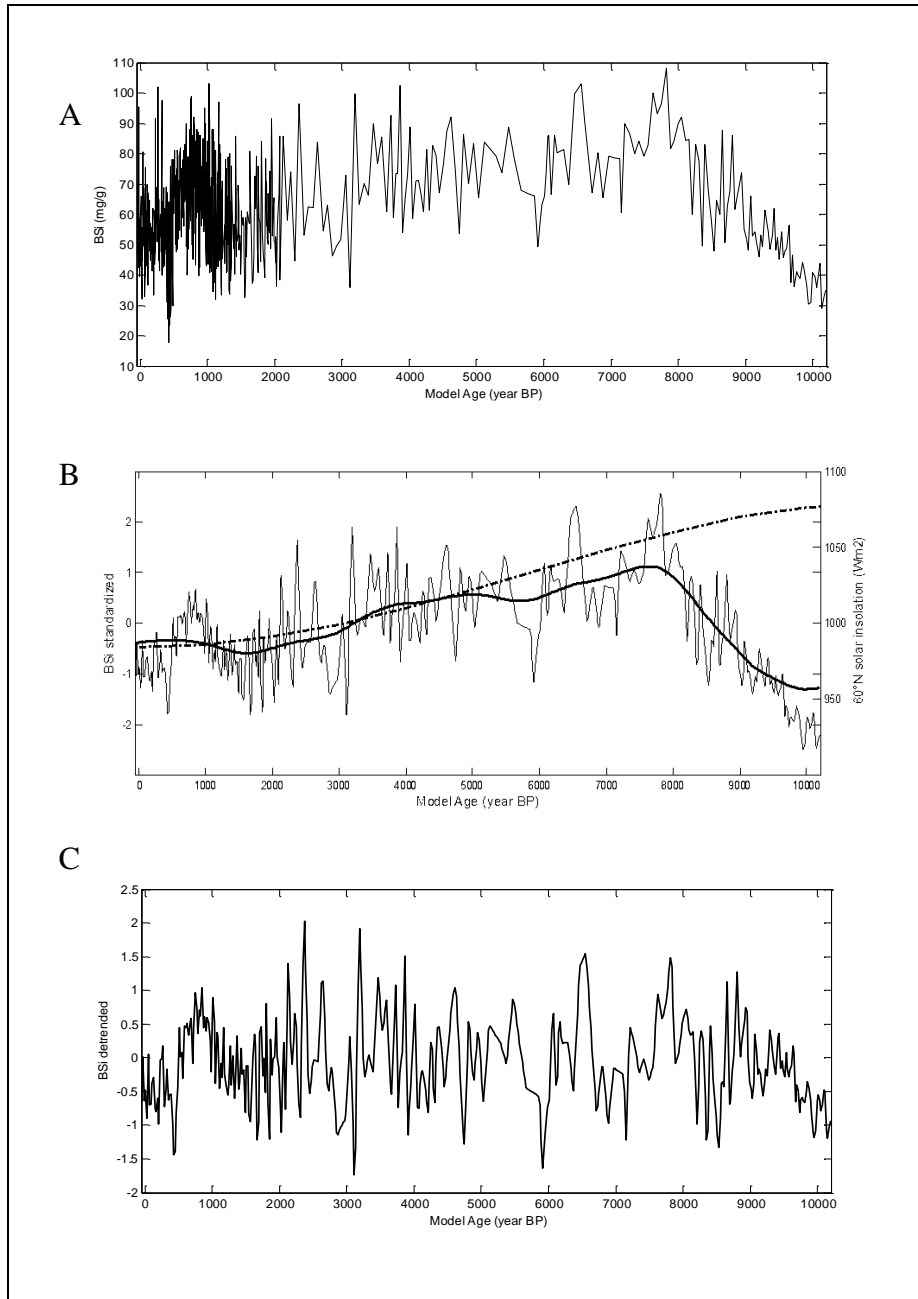 A
110
100
90
80
70
60
50
40
30
20
10
BSi (mg/g)
0 1000 2000 3000 4000 5000 6000 7000 8000 9000 10000
Model Age (year BP)
B
2
1
0
-1
-2
BSi standardized
1100
1050
1000
950
60°N solar insolation (W/m2)
0 1000 2000 3000 4000 5000 6000 7000 8000 9000 10000
Model Age (year BP)
C
2.5
2
1.5
1
0.5
0
-0.5
-1
-1.5
-2
BSi detrended
0 1000 2000 3000 4000 5000 6000 7000 8000 9000 10000
Model Age (year BP)